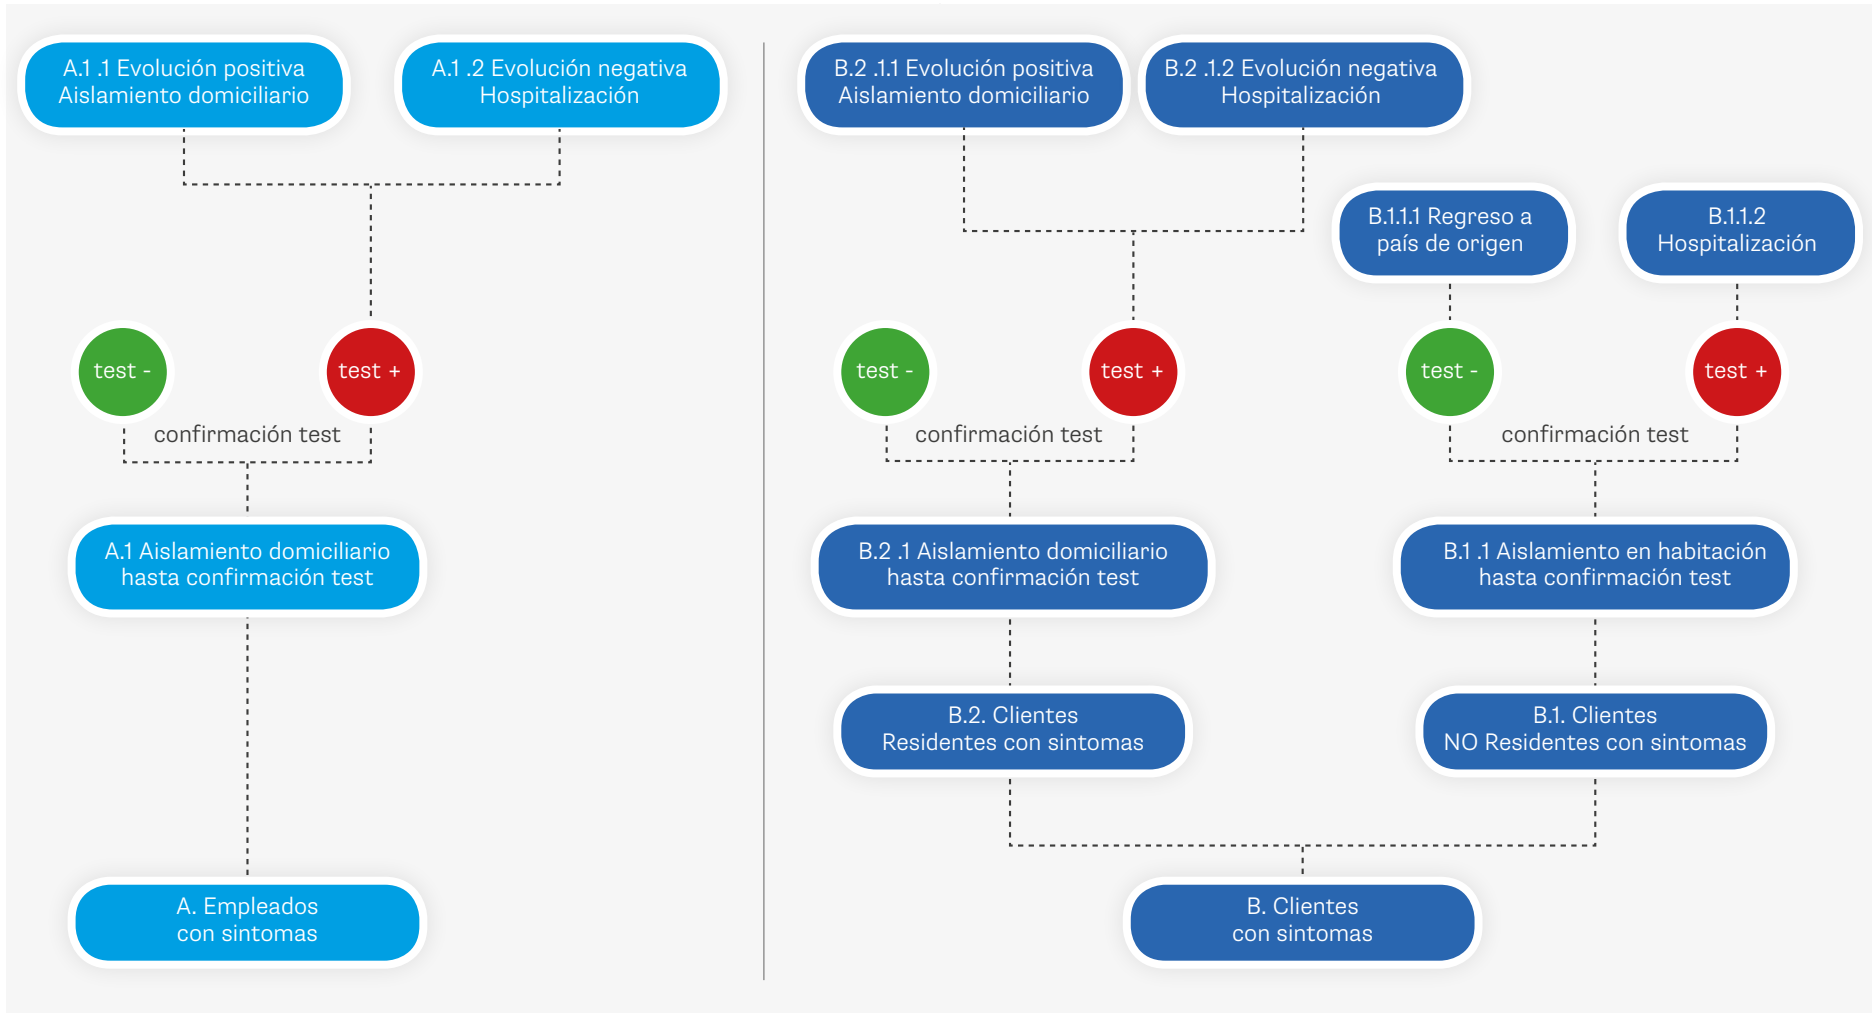 A.1 .1 Evolución positiva
Aislamiento domiciliario
A.1 .2 Evolución negativa
Hospitalización
B.2 .1.1 Evolución positiva
Aislamiento domiciliario
B.2 .1.2 Evolución negativa
Hospitalización
B.1.1.1 Regreso a
país de origen
B.1.1.2
Hospitalización
test -
test +
test -
test +
test -
test +
confirmación test
confirmación test
confirmación test
A.1 Aislamiento domiciliario
hasta confirmación test
B.2 .1 Aislamiento domiciliario
hasta confirmación test
B.1 .1 Aislamiento en habitación
hasta confirmación test
B.2. Clientes
Residentes con sintomas
B.1. Clientes
NO Residentes con sintomas
A. Empleados
con sintomas
B. Clientes
con sintomas